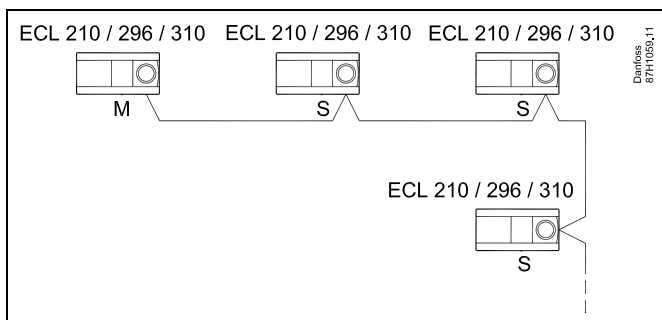 ECL 210 / 296 / 310 ECL 210 / 296 / 310 ECL 210 / 296 / 310
Danfoss
87H1059.11
M S S
ECL 210 / 296 / 310
S